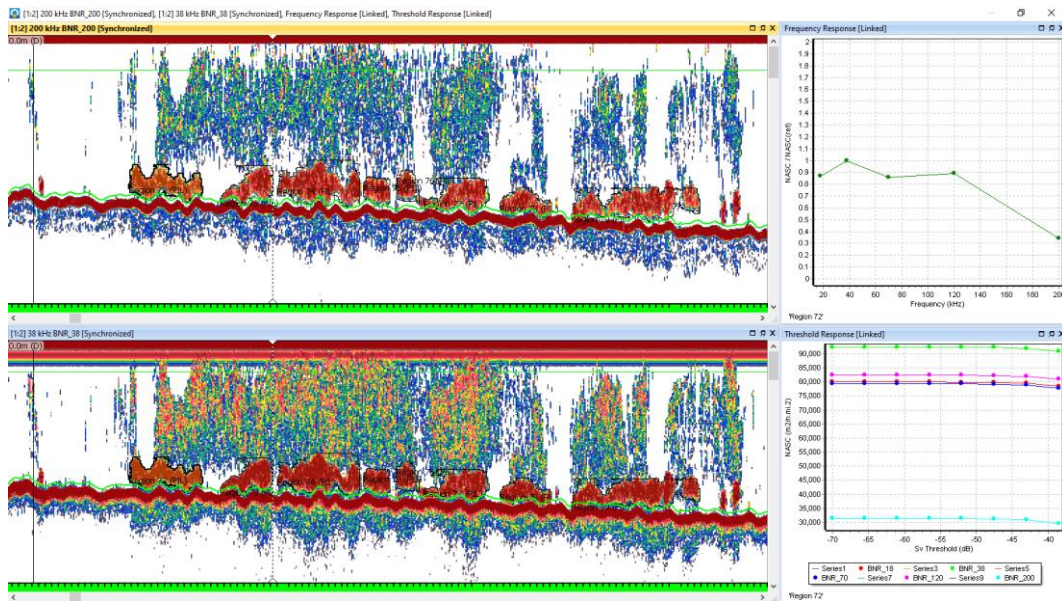 [1:2] 200 kHz BNR_200 [Synchronized], [1:2] 38 kHz BNR_38 [Synchronized], Frequency Response [Linked], Threshold Response [Linked]
[1:2] 200 kHz BNR_200 [Synchronized]
0.0m (D)
[1:2] 38 kHz BNR_38 [Synchronized]
0.0m (D)
Frequency Response [Linked]
NASC / NASC(ref)
2
1.9
1.8
1.7
1.6
1.5
1.4
1.3
1.2
1.1
1
0.9
0.8
0.7
0.6
0.5
0.4
0.3
0.2
0.1
0
20 40 60 80 100 120 140 160 180 200
Frequency (kHz)
'Region 72'
Threshold Response [Linked]
NASC (m2/n.mi.2)
90,000
85,000
80,000
75,000
70,000
65,000
60,000
55,000
50,000
45,000
40,000
35,000
30,000
-70 -65 -60 -55 -50 -45 -40
Sv Threshold (dB)
Series1 BNR_18 Series3 BNR_38 Series5
BNR_70 Series7 BNR_120 Series9 BNR_200
'Region 72'